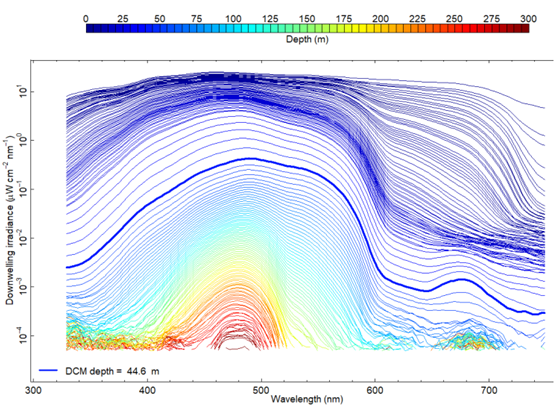 0 25 50 75 100 125 150 175 200 225 250 275 300
Depth (m)
Downwelling irradiance (μW cm⁻² nm⁻¹)
10¹
10⁰
10⁻¹
10⁻²
10⁻³
10⁻⁴
DCM depth = 44.6 m
300 400 500 600 700
Wavelength (nm)